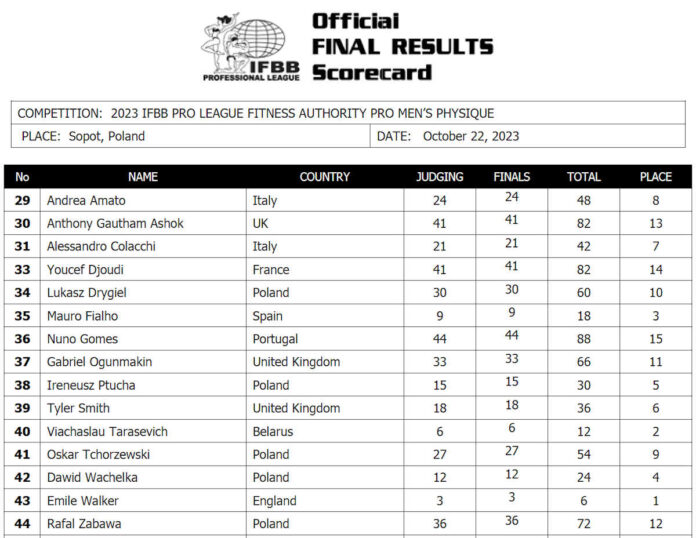 IFBB
PROFESSIONAL LEAGUE
Official
FINAL RESULTS
Scorecard
COMPETITION: 2023 IFBB PRO LEAGUE FITNESS AUTHORITY PRO MEN'S PHYSIQUE
PLACE: Sopot, Poland DATE: October 22, 2023
No NAME COUNTRY JUDGING FINALS TOTAL PLACE
29 Andrea Amato Italy 24 24 48 8
30 Anthony Gautham Ashok UK 41 41 82 13
31 Alessandro Colacchi Italy 21 21 42 7
33 Youcef Djoudi France 41 41 82 14
34 Lukasz Drygiel Poland 30 30 60 10
35 Mauro Fialho Spain 9 9 18 3
36 Nuno Gomes Portugal 44 44 88 15
37 Gabriel Ogunmakin United Kingdom 33 33 66 11
38 Ireneusz Ptucha Poland 15 15 30 5
39 Tyler Smith United Kingdom 18 18 36 6
40 Viachaslau Tarasevich Belarus 6 6 12 2
41 Oskar Tchorzewski Poland 27 27 54 9
42 Dawid Wachelka Poland 12 12 24 4
43 Emile Walker England 3 3 6 1
44 Rafal Zabawa Poland 36 36 72 12